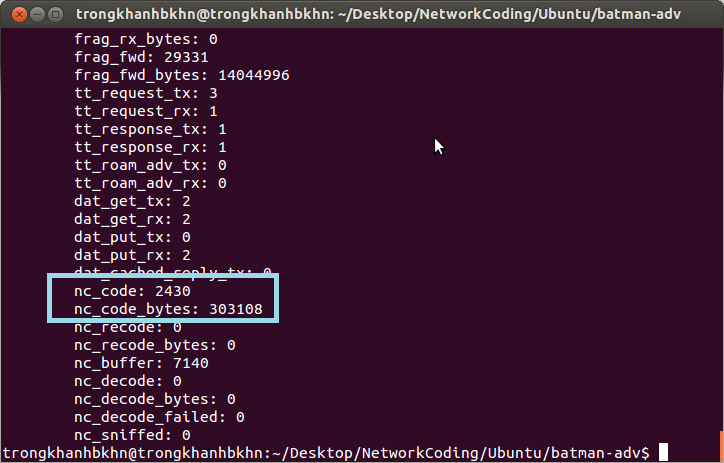 trongkhanhbkhn@trongkhanhbkhn: ~/Desktop/NetworkCoding/Ubuntu/batman-adv
frag_rx_bytes: 0
frag_fwd: 29331
frag_fwd_bytes: 14044996
tt_request_tx: 3
tt_request_rx: 1
tt_response_tx: 1
tt_response_rx: 1
tt_roam_adv_tx: 0
tt_roam_adv_rx: 0
dat_get_tx: 2
dat_get_rx: 2
dat_put_tx: 0
dat_put_rx: 2
dat_cached_reply_tx: 0
nc_code: 2430
nc_code_bytes: 303108
nc_recode: 0
nc_recode_bytes: 0
nc_buffer: 7140
nc_decode: 0
nc_decode_bytes: 0
nc_decode_failed: 0
nc_sniffed: 0
trongkhanhbkhn@trongkhanhbkhn:~/Desktop/NetworkCoding/Ubuntu/batman-adv$